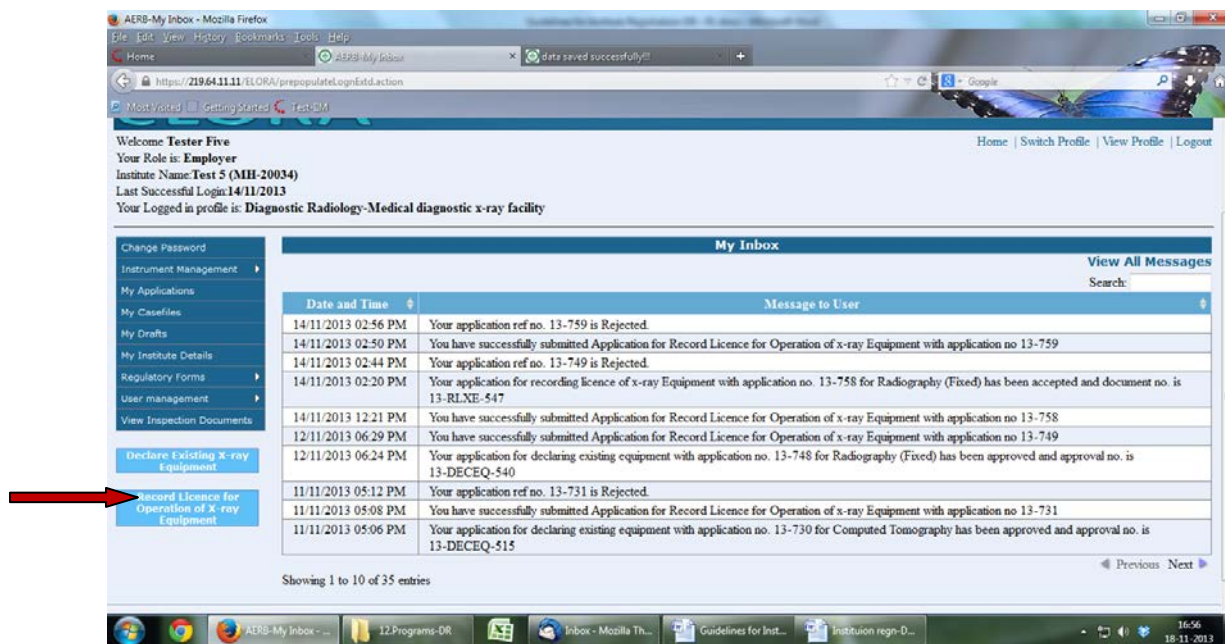 AERB-My Inbox - Mozilla Firefox
File Edit View History Bookmarks Tools Help
Home
AERB-My Inbox
data saved successfully!!!
https://219.64.11.11/ELORA/prepopulateLognExtd.action
Google
Most Visited Getting Started Test-EM
Welcome Tester Five
Your Role is: Employer
Institute Name:Test 5 (MH-20034)
Last Successful Login:14/11/2013
Your Logged in profile is: Diagnostic Radiology-Medical diagnostic x-ray facility
Home | Switch Profile | View Profile | Logout
Change Password
Instrument Management
My Applications
My Casefiles
My Drafts
My Institute Details
Regulatory Forms
User management
View Inspection Documents
Declare Existing X-ray
Equipment
Record Licence for
Operation of X-ray
Equipment
My Inbox
View All Messages
Search:
Date and Time Message to User
14/11/2013 02:56 PM Your application ref no. 13-759 is Rejected.
14/11/2013 02:50 PM You have successfully submitted Application for Record Licence for Operation of x-ray Equipment with application no 13-759
14/11/2013 02:44 PM Your application ref no. 13-749 is Rejected.
14/11/2013 02:20 PM Your application for recording licence of x-ray Equipment with application no. 13-758 for Radiography (Fixed) has been accepted and document no. is
13-RLXE-547
14/11/2013 12:21 PM You have successfully submitted Application for Record Licence for Operation of x-ray Equipment with application no 13-758
12/11/2013 06:29 PM You have successfully submitted Application for Record Licence for Operation of x-ray Equipment with application no 13-749
12/11/2013 06:24 PM Your application for declaring existing equipment with application no. 13-748 for Radiography (Fixed) has been approved and approval no. is
13-DECEQ-540
11/11/2013 05:12 PM Your application ref no. 13-731 is Rejected.
11/11/2013 05:08 PM You have successfully submitted Application for Record Licence for Operation of x-ray Equipment with application no 13-731
11/11/2013 05:06 PM Your application for declaring existing equipment with application no. 13-730 for Computed Tomography has been approved and approval no. is
13-DECEQ-515
Previous Next
Showing 1 to 10 of 35 entries
AERB-My Inbox - ...
12.Programs-DR
Inbox - Mozilla Th...
Guidelines for Inst...
Instituion regn-D...
16:56
18-11-2013